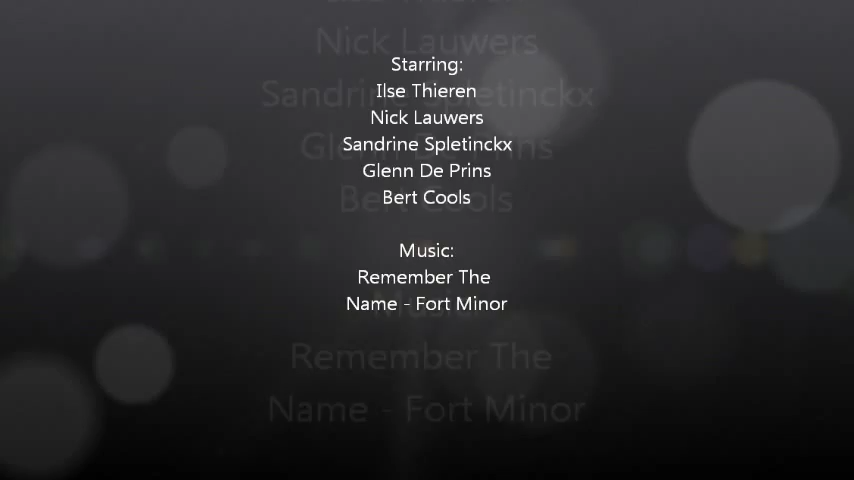 Starring:
Ilse Thieren
Nick Lauwers
Sandrine Spletinckx
Glenn De Prins
Bert Cools
Music:
Remember The
Name - Fort Minor